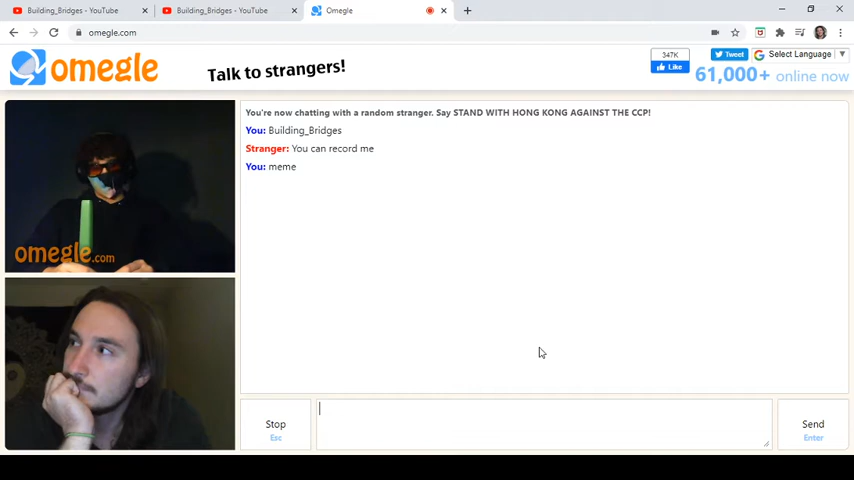 Building_Bridges - YouTube
Building_Bridges - YouTube
Omegle
omegle.com
omegle
Talk to strangers!
347K
Like
Tweet
Select Language
61,000+ online now
You're now chatting with a random stranger. Say STAND WITH HONG KONG AGAINST THE CCP!
You: Building_Bridges
Stranger: You can record me
You: meme
omegle.com
Stop
Esc
Send
Enter